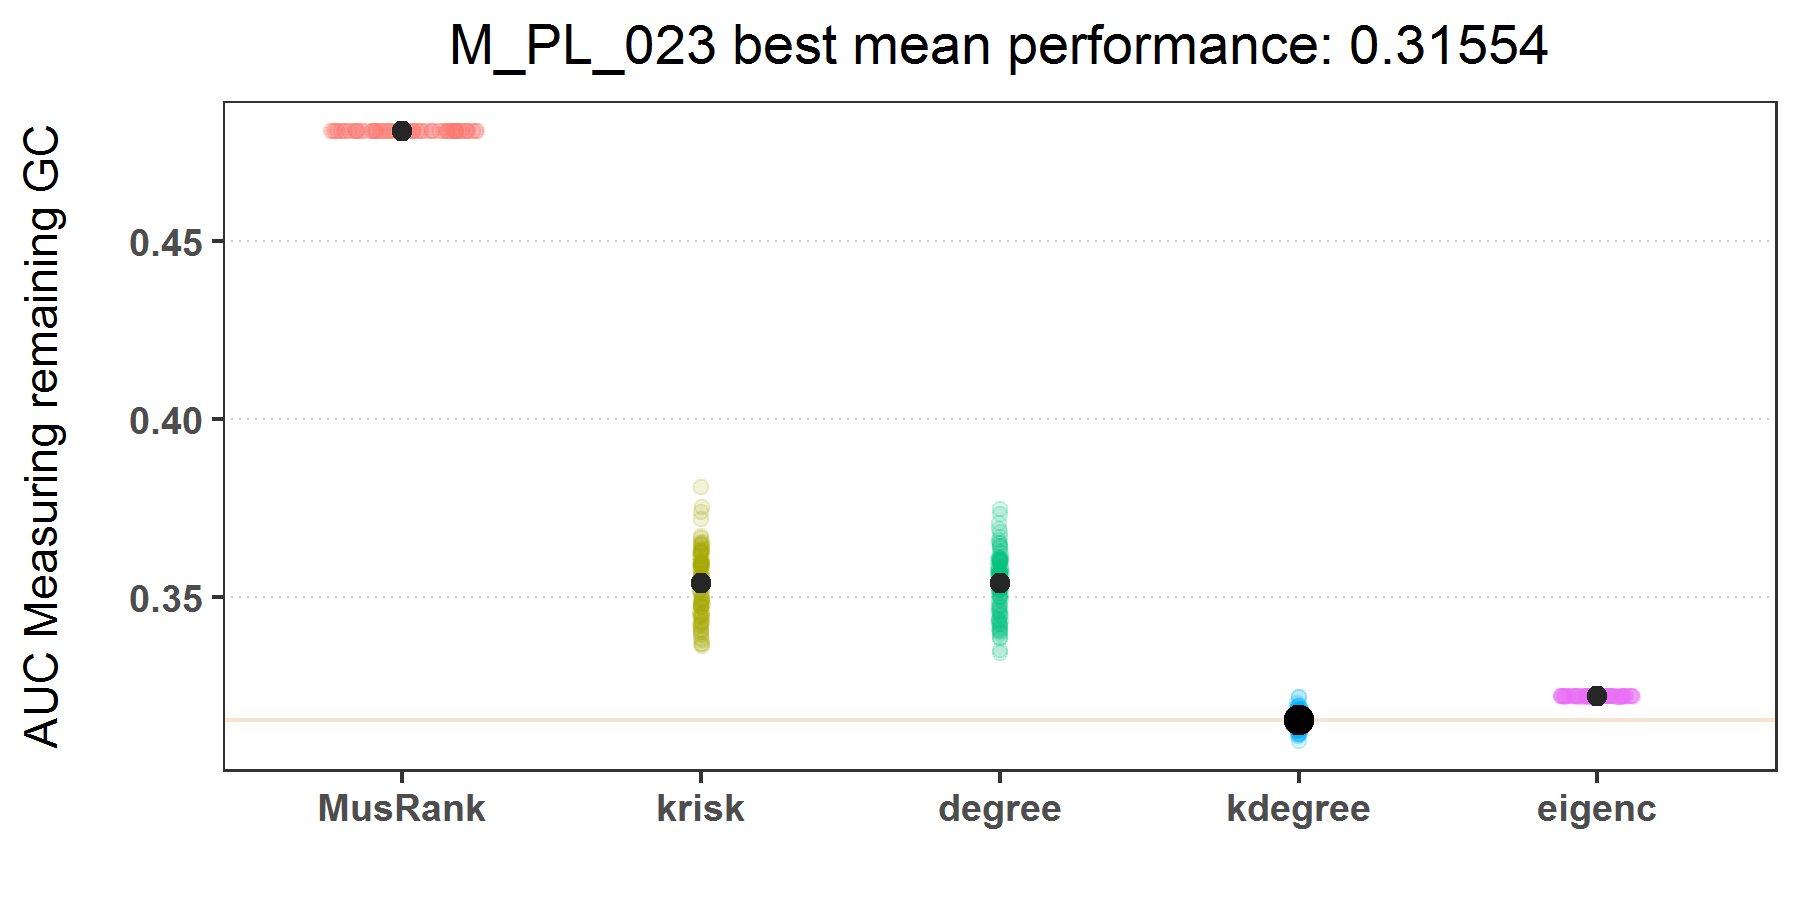 M_PL_023 best mean performance: 0.31554
AUC Measuring remaining GC
0.45
0.40
0.35
MusRank krisk degree kdegree eigenc